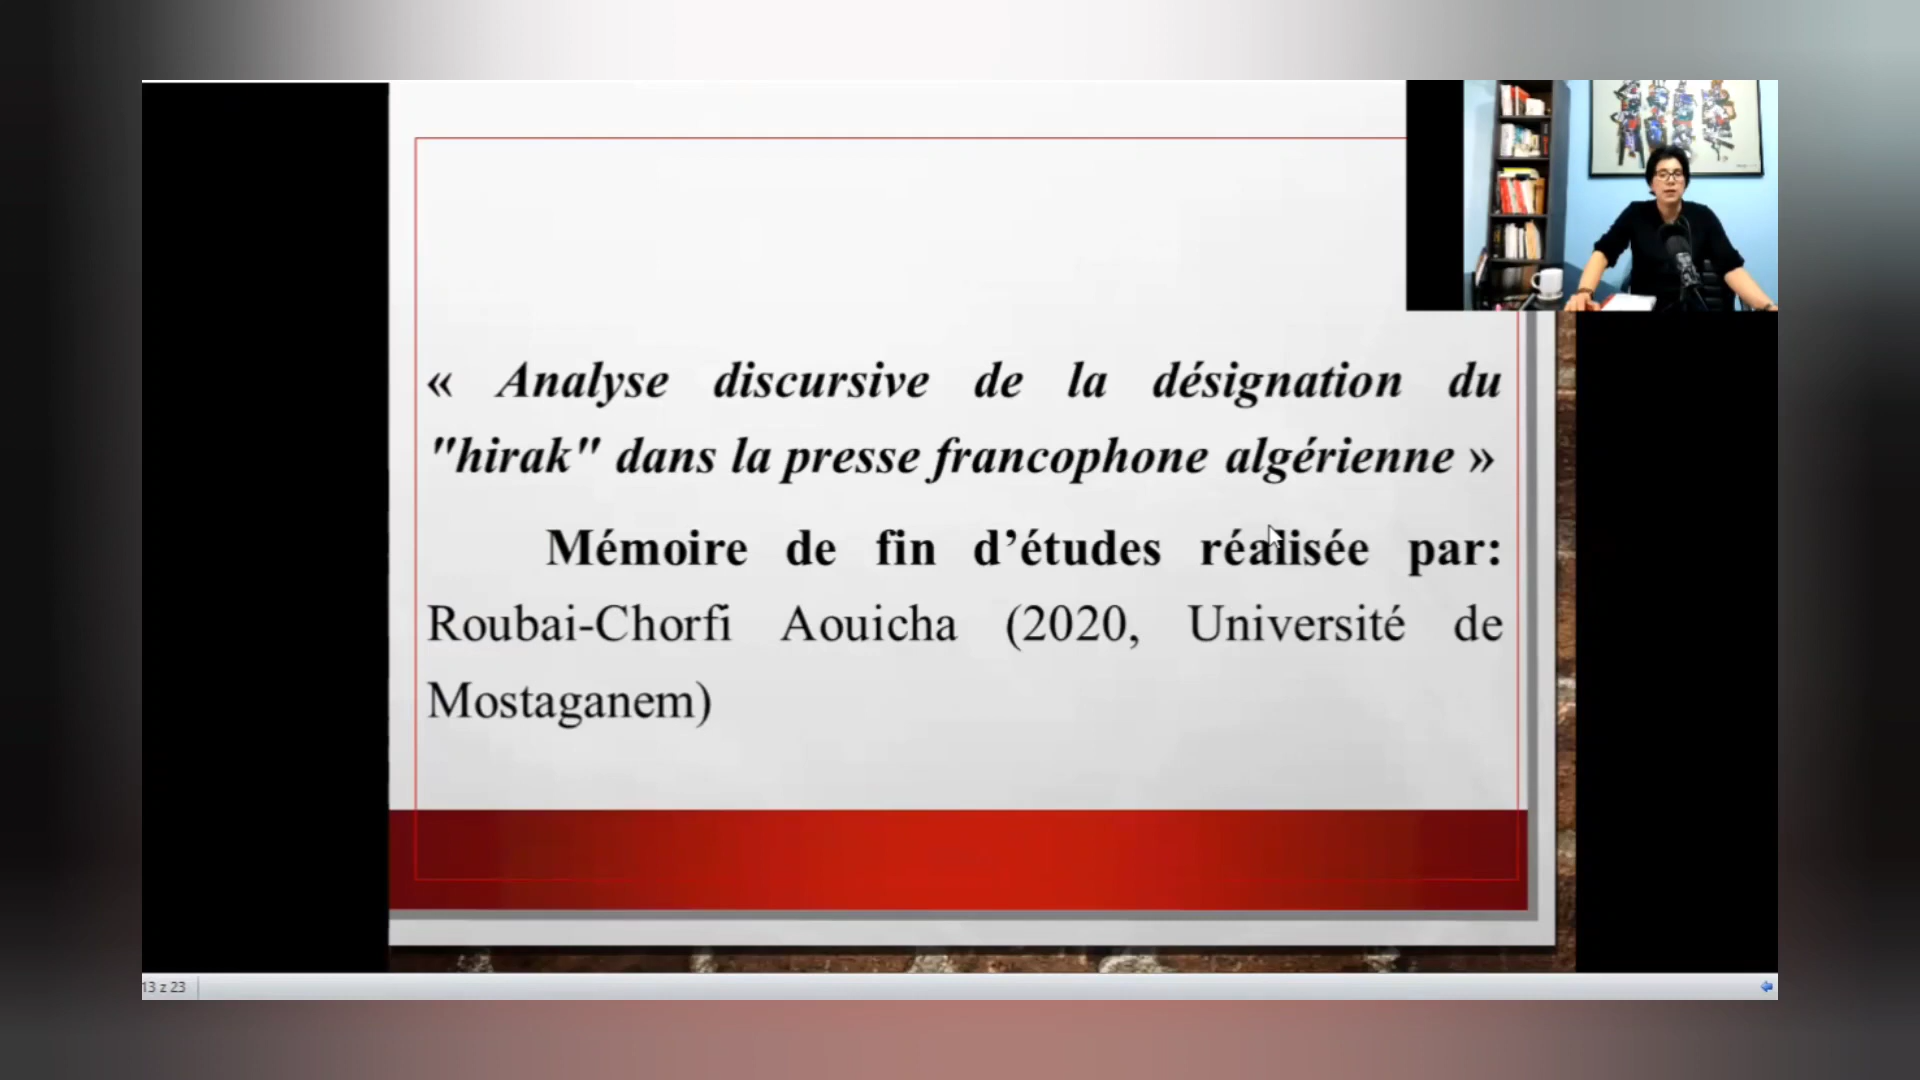 « Analyse discursive de la désignation du
"hirak" dans la presse francophone algérienne »
Mémoire de fin d’études réalisée par:
Roubai-Chorfi Aouicha (2020, Université de
Mostaganem)
13 z 23